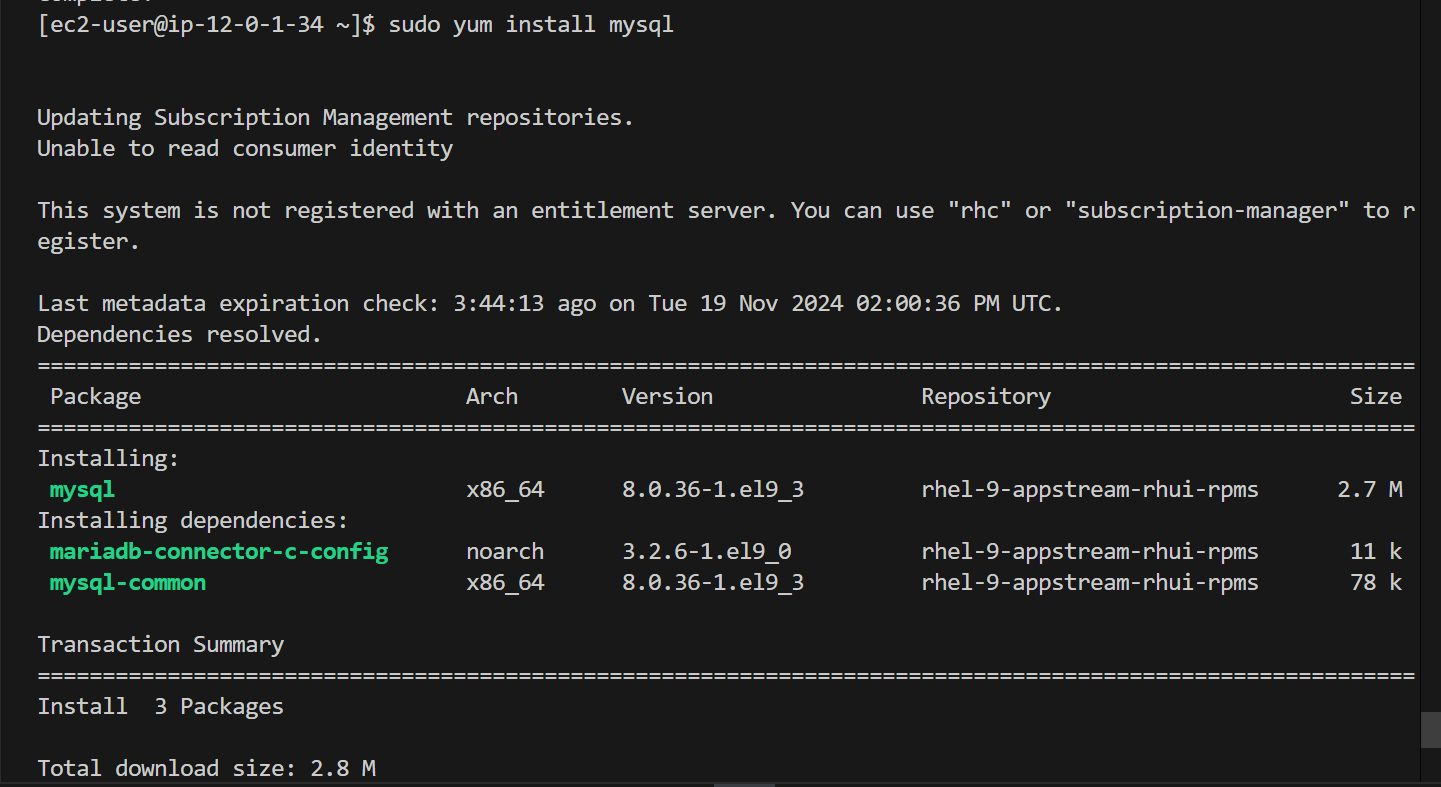 [ec2-user@ip-12-0-1-34 ~]$ sudo yum install mysql
Updating Subscription Management repositories.
Unable to read consumer identity
This system is not registered with an entitlement server. You can use "rhc" or "subscription-manager" to r
egister.
Last metadata expiration check: 3:44:13 ago on Tue 19 Nov 2024 02:00:36 PM UTC.
Dependencies resolved.
==========================================================================================================
Package Arch Version Repository Size
==========================================================================================================
Installing:
mysql x86_64 8.0.36-1.el9_3 rhel-9-appstream-rhui-rpms 2.7 M
Installing dependencies:
mariadb-connector-c-config noarch 3.2.6-1.el9_0 rhel-9-appstream-rhui-rpms 11 k
mysql-common x86_64 8.0.36-1.el9_3 rhel-9-appstream-rhui-rpms 78 k
Transaction Summary
==========================================================================================================
Install 3 Packages
Total download size: 2.8 M